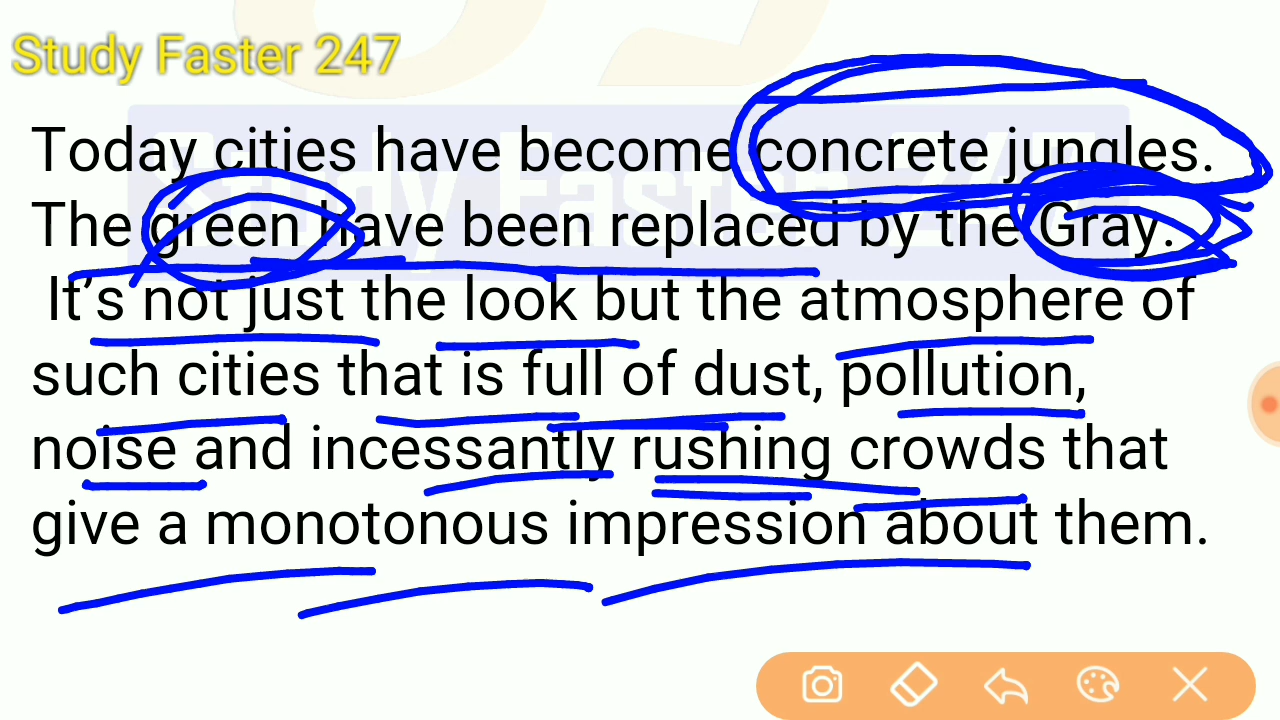 Study Faster 247
Today cities have become concrete jungles.
The green have been replaced by the Gray.
It's not just the look but the atmosphere of
such cities that is full of dust, pollution,
noise and incessantly rushing crowds that
give a monotonous impression about them.